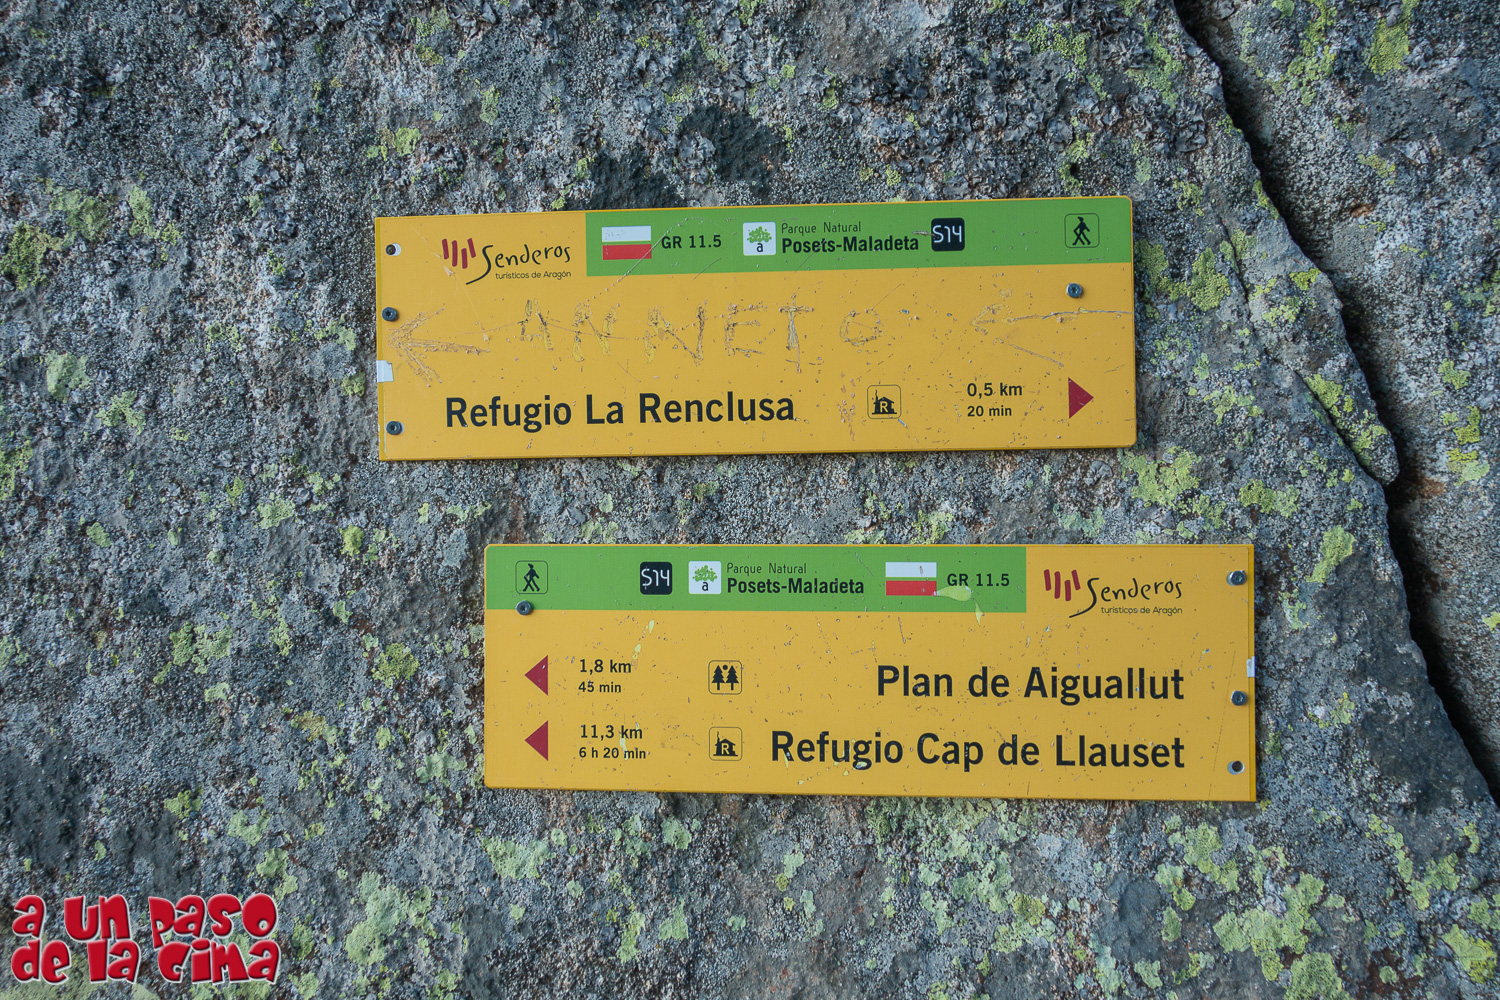 Senderos
turísticos de Aragón
GR 11.5
a
Parque Natural
Posets-Maladeta
S14
ANNETO
Refugio La Renclusa
R
0,5 km
20 min
S14
a
Parque Natural
Posets-Maladeta
GR 11.5
Senderos
turísticos de Aragón
1,8 km
45 min
Plan de Aiguallut
11,3 km
6 h 20 min
R
Refugio Cap de Llauset
a un paso
de la cima